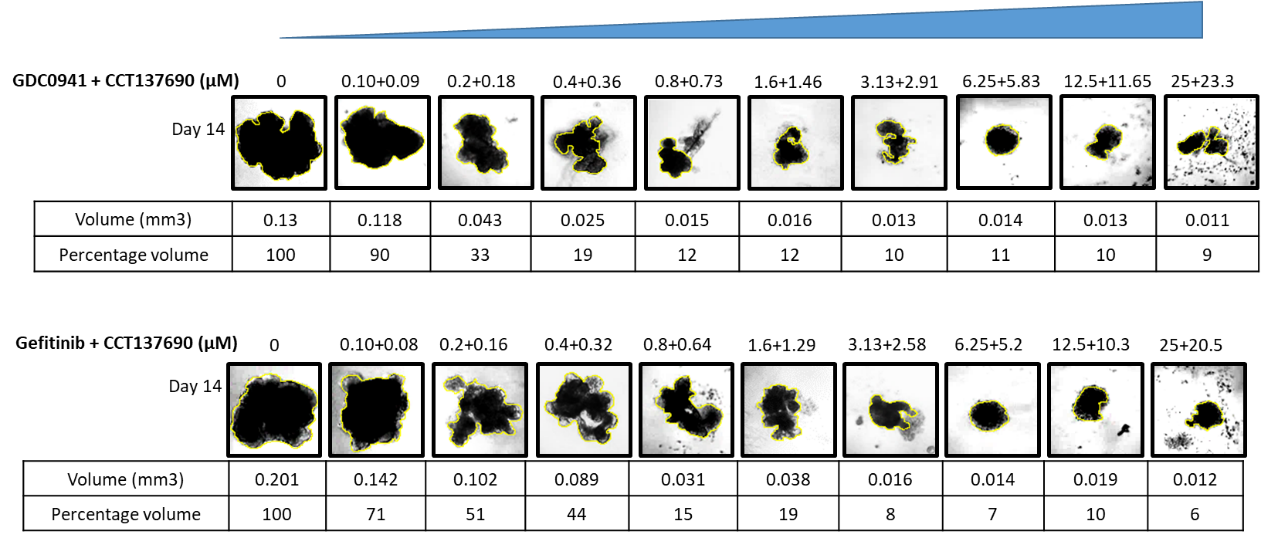 GDC0941 + CCT137690 (µM) 0 0.10+0.09 0.2+0.18 0.4+0.36 0.8+0.73 1.6+1.46 3.13+2.91 6.25+5.83 12.5+11.65 25+23.3
Day 14
Volume (mm3) 0.13 0.118 0.043 0.025 0.015 0.016 0.013 0.014 0.013 0.011
Percentage volume 100 90 33 19 12 12 10 11 10 9
Gefitinib + CCT137690 (µM) 0 0.10+0.08 0.2+0.16 0.4+0.32 0.8+0.64 1.6+1.29 3.13+2.58 6.25+5.2 12.5+10.3 25+20.5
Day 14
Volume (mm3) 0.201 0.142 0.102 0.089 0.031 0.038 0.016 0.014 0.019 0.012
Percentage volume 100 71 51 44 15 19 8 7 10 6